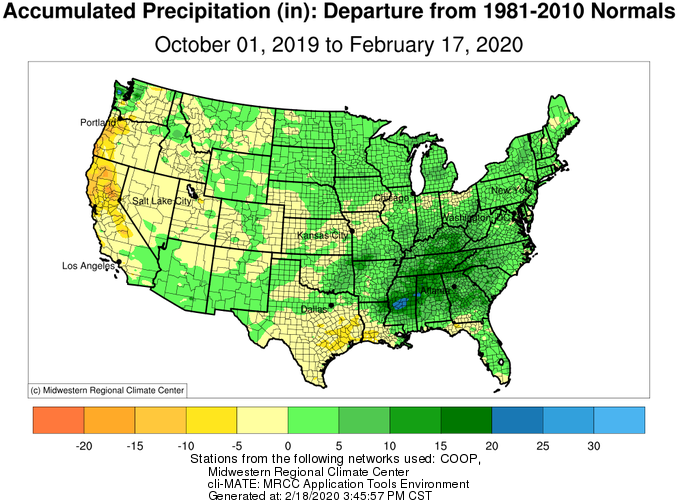 Accumulated Precipitation (in): Departure from 1981-2010 Normals
October 01, 2019 to February 17, 2020
Portland
Salt Lake City
Los Angeles
Kansas City
Dallas
Chicago
Atlanta
New York
Washington, DC
(c) Midwestern Regional Climate Center
-20 -15 -10 -5 0 5 10 15 20 25 30
Stations from the following networks used: COOP,
Midwestern Regional Climate Center
cli-MATE: MRCC Application Tools Environment
Generated at: 2/18/2020 3:45:57 PM CST